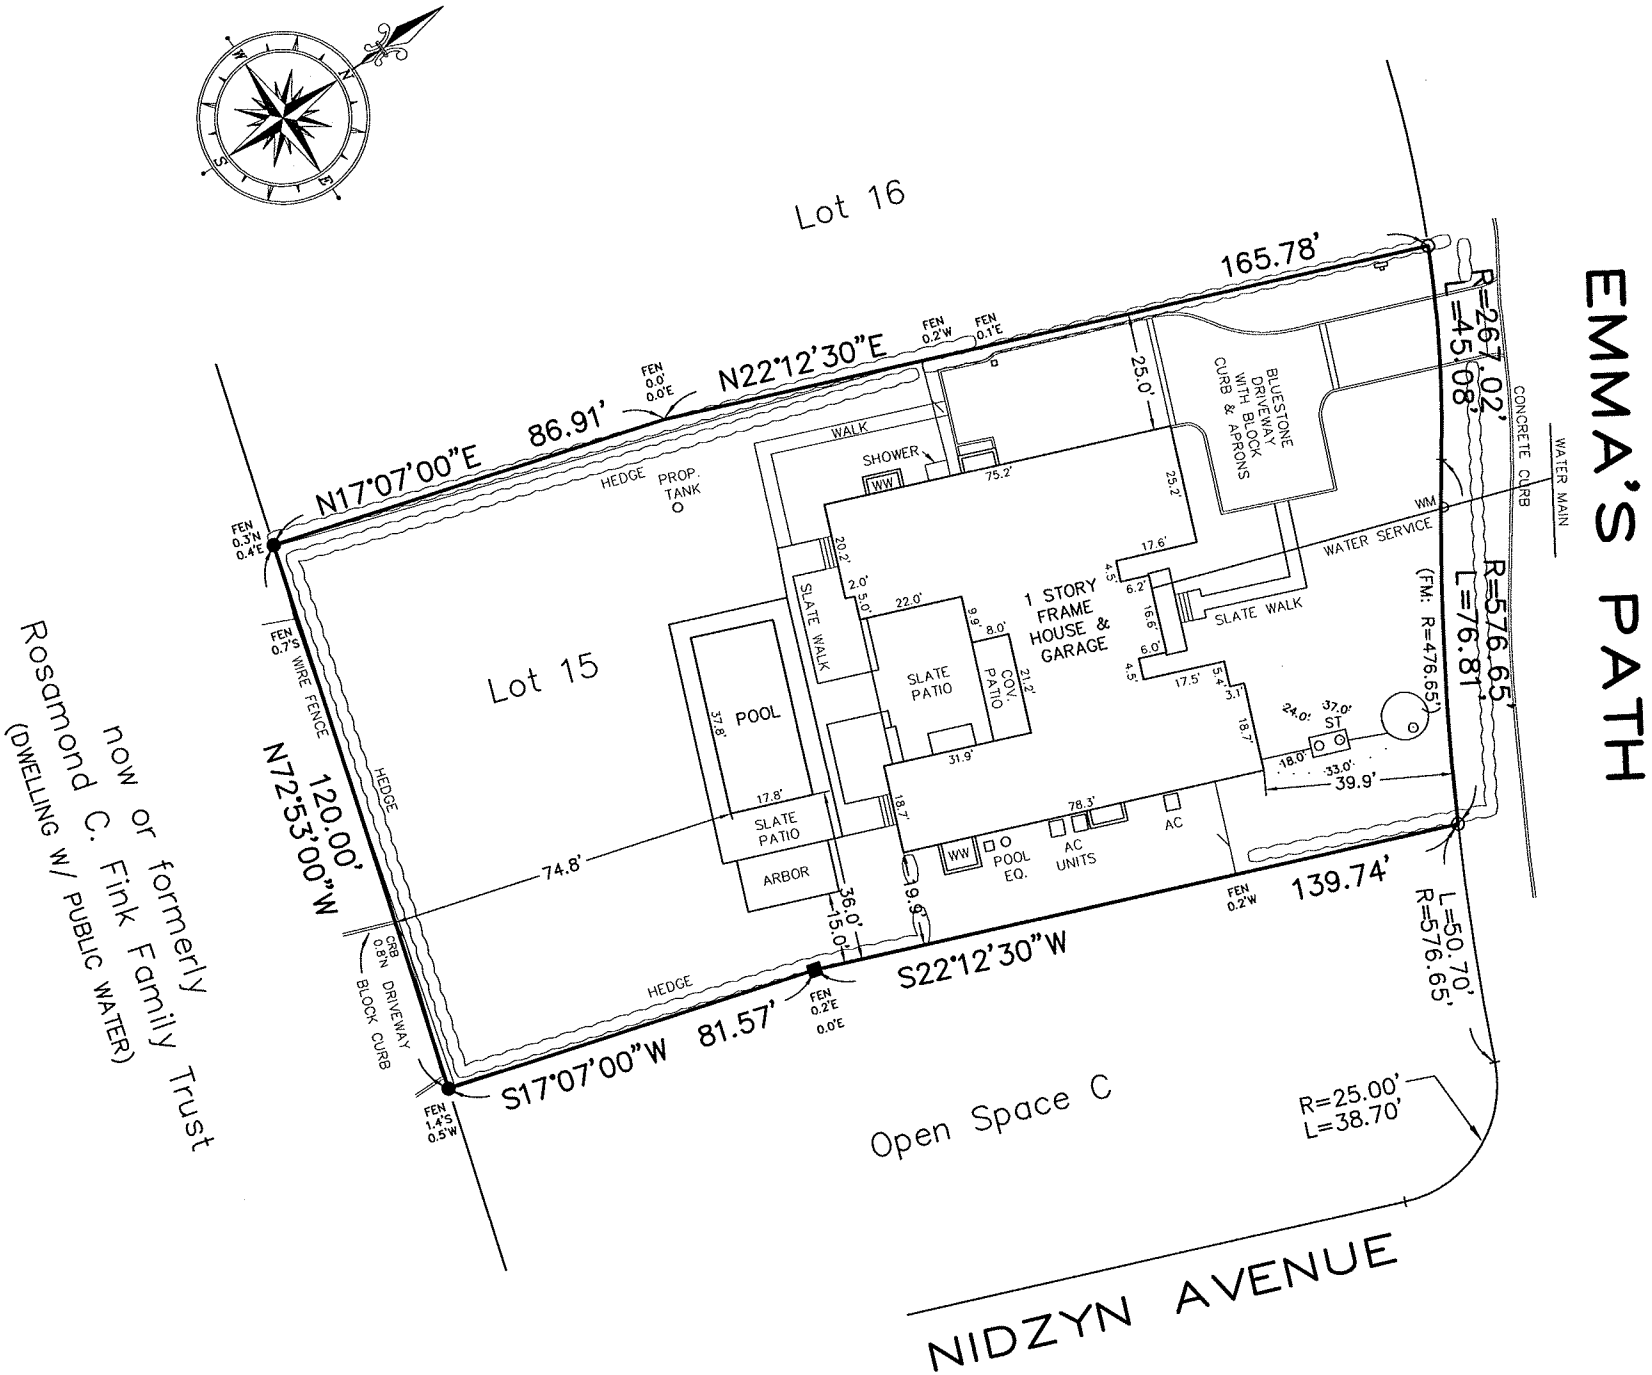 N
W
S
E
Lot 16
165.78'
N22°12'30"E
86.91'
N17°07'00"E
FEN
0.2'W
FEN
0.1'E
FEN
0.0'
0.0'E
FEN
0.3'N
0.4'E
FEN
0.7'S
WIRE FENCE
HEDGE
120.00'
N72°53'00"W
now or formerly
Rosamond C. Fink Family Trust
(DWELLING W/ PUBLIC WATER)
CRB
0.8'N
DRIVEWAY
BLOCK CURB
FEN
1.4'S
0.5'W
S17°07'00"W
81.57'
HEDGE
FEN
0.2'E
0.0'E
S22°12'30"W
139.74'
FEN
0.2'W
Open Space C
NIDZYN AVENUE
R=25.00'
L=38.70'
L=50.70'
R=576.65'
EMMA'S PATH
R=267.02'
L=45.08'
CONCRETE CURB
WATER MAIN
WM
WATER SERVICE
R=576.65'
L=76.81'
(FM: R=476.65')
BLUESTONE
DRIVEWAY
WITH BLOCK
CURB & APRONS
25.0'
HEDGE
PROP.
TANK
WALK
SHOWER
WW
75.2'
25.2'
17.6'
4.5'
6.2'
16.6'
6.0'
4.5'
17.5'
5.4'
3.1'
18.7'
SLATE WALK
1 STORY
FRAME
HOUSE &
GARAGE
20.2'
2.0'
5.0'
22.0'
9.9'
8.0'
21.2'
COV.
PATIO
SLATE
PATIO
31.9'
18.7'
78.3'
SLATE WALK
Lot 15
POOL
37.8'
17.8'
SLATE
PATIO
ARBOR
74.8'
36.0'
15.0'
19.9'
WW
POOL
EQ.
AC
UNITS
AC
24.0'
37.0'
ST
18.0'
33.0'
39.9'